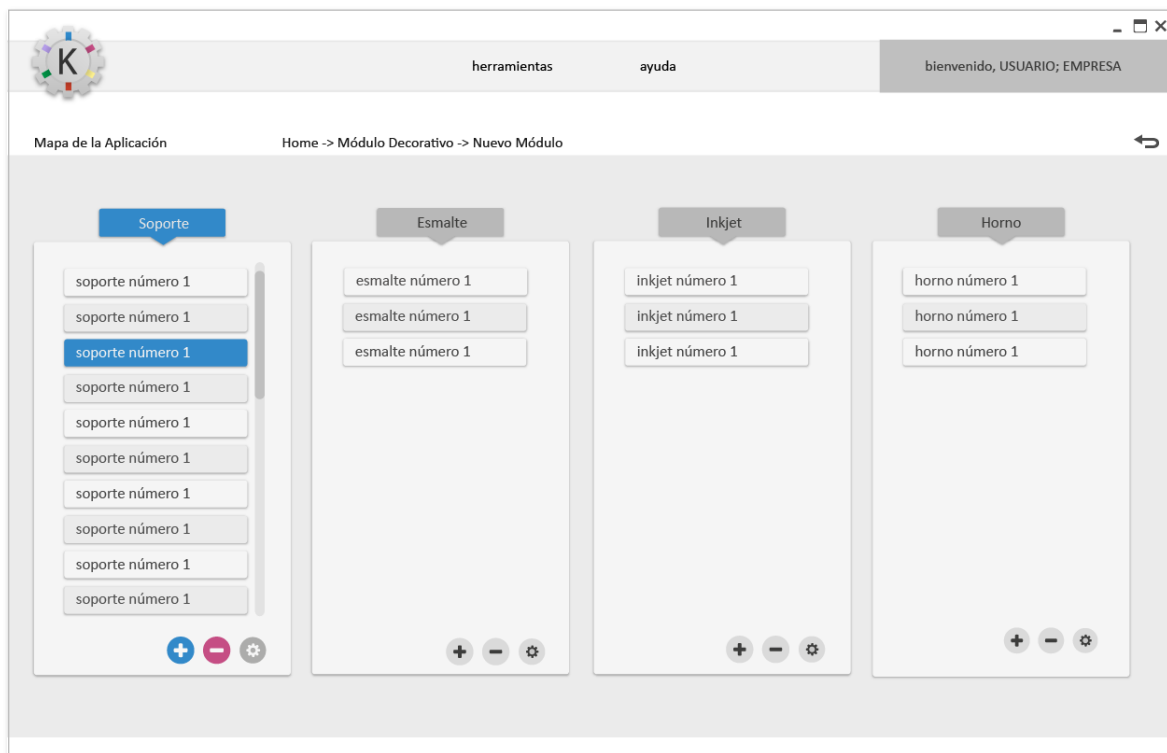 K
herramientas
ayuda
bienvenido, USUARIO; EMPRESA
Mapa de la Aplicación
Home -> Módulo Decorativo -> Nuevo Módulo
Soporte
soporte número 1
soporte número 1
soporte número 1
soporte número 1
soporte número 1
soporte número 1
soporte número 1
soporte número 1
soporte número 1
soporte número 1
Esmalte
esmalte número 1
esmalte número 1
esmalte número 1
Inkjet
inkjet número 1
inkjet número 1
inkjet número 1
Horno
horno número 1
horno número 1
horno número 1